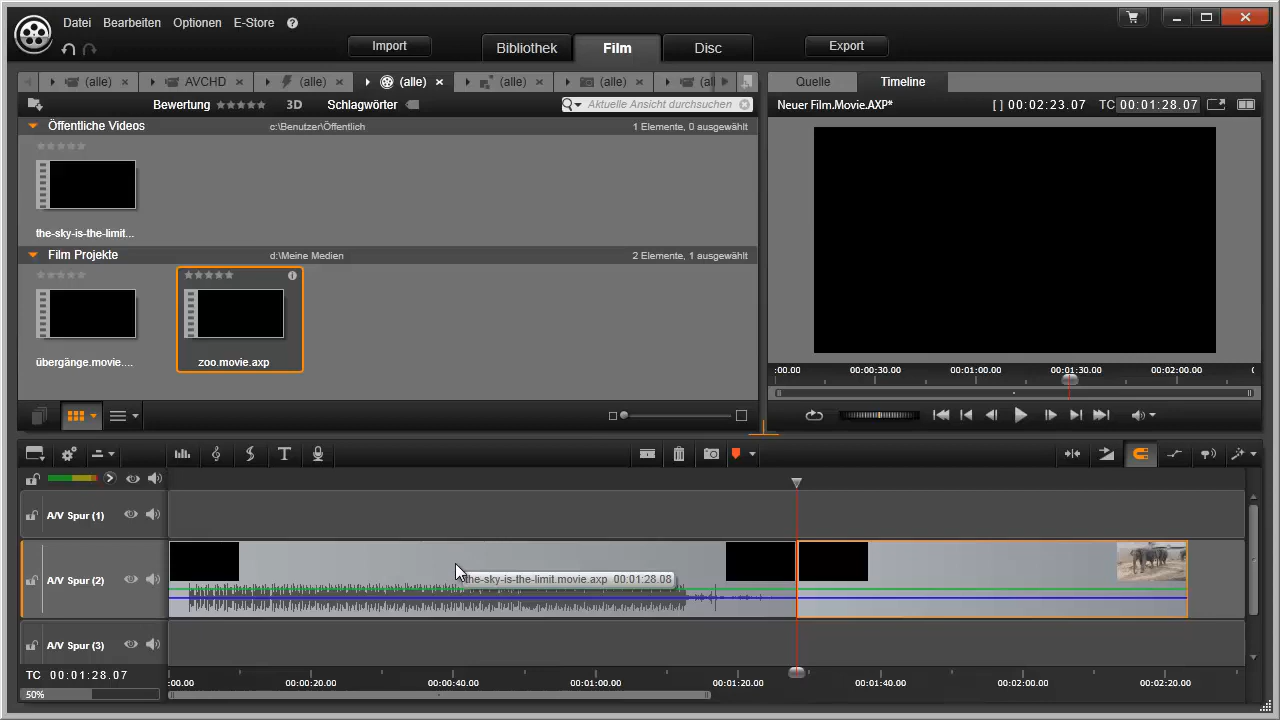 Datei Bearbeiten Optionen E-Store ?
Import Bibliothek Film Disc Export
(alle) × AVCHD × (alle) × (alle) × (alle) × (alle) × (al
Quelle Timeline
Bewertung 3D Schlagwörter Aktuelle Ansicht durchsuchen
Neuer Film.Movie.AXP* [ ] 00:02:23.07 TC 00:01:28.07
Öffentliche Videos c:\Benutzer\Öffentlich 1 Elemente, 0 ausgewählt
the-sky-is-the-limit...
Film Projekte d:\Meine Medien 2 Elemente, 1 ausgewählt
übergänge.movie....
zoo.movie.axp
:00.00 00:00:30.00 00:01:00.00 00:01:30.00 00:02:00.00
A/V Spur (1)
A/V Spur (2)
the-sky-is-the-limit.movie.axp 00:01:28.08
A/V Spur (3)
TC 00:01:28.07
:00.00 00:00:20.00 00:00:40.00 00:01:00.00 00:01:20.00 00:01:40.00 00:02:00.00 00:02:20.00
50%